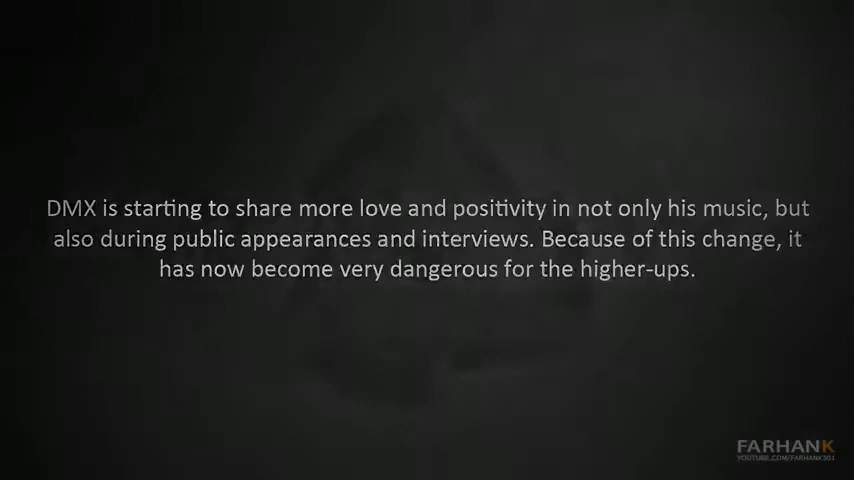 DMX is starting to share more love and positivity in not only his music, but
also during public appearances and interviews. Because of this change, it
has now become very dangerous for the higher-ups.
FARHANK
YOUTUBE.COM/FARHANK501